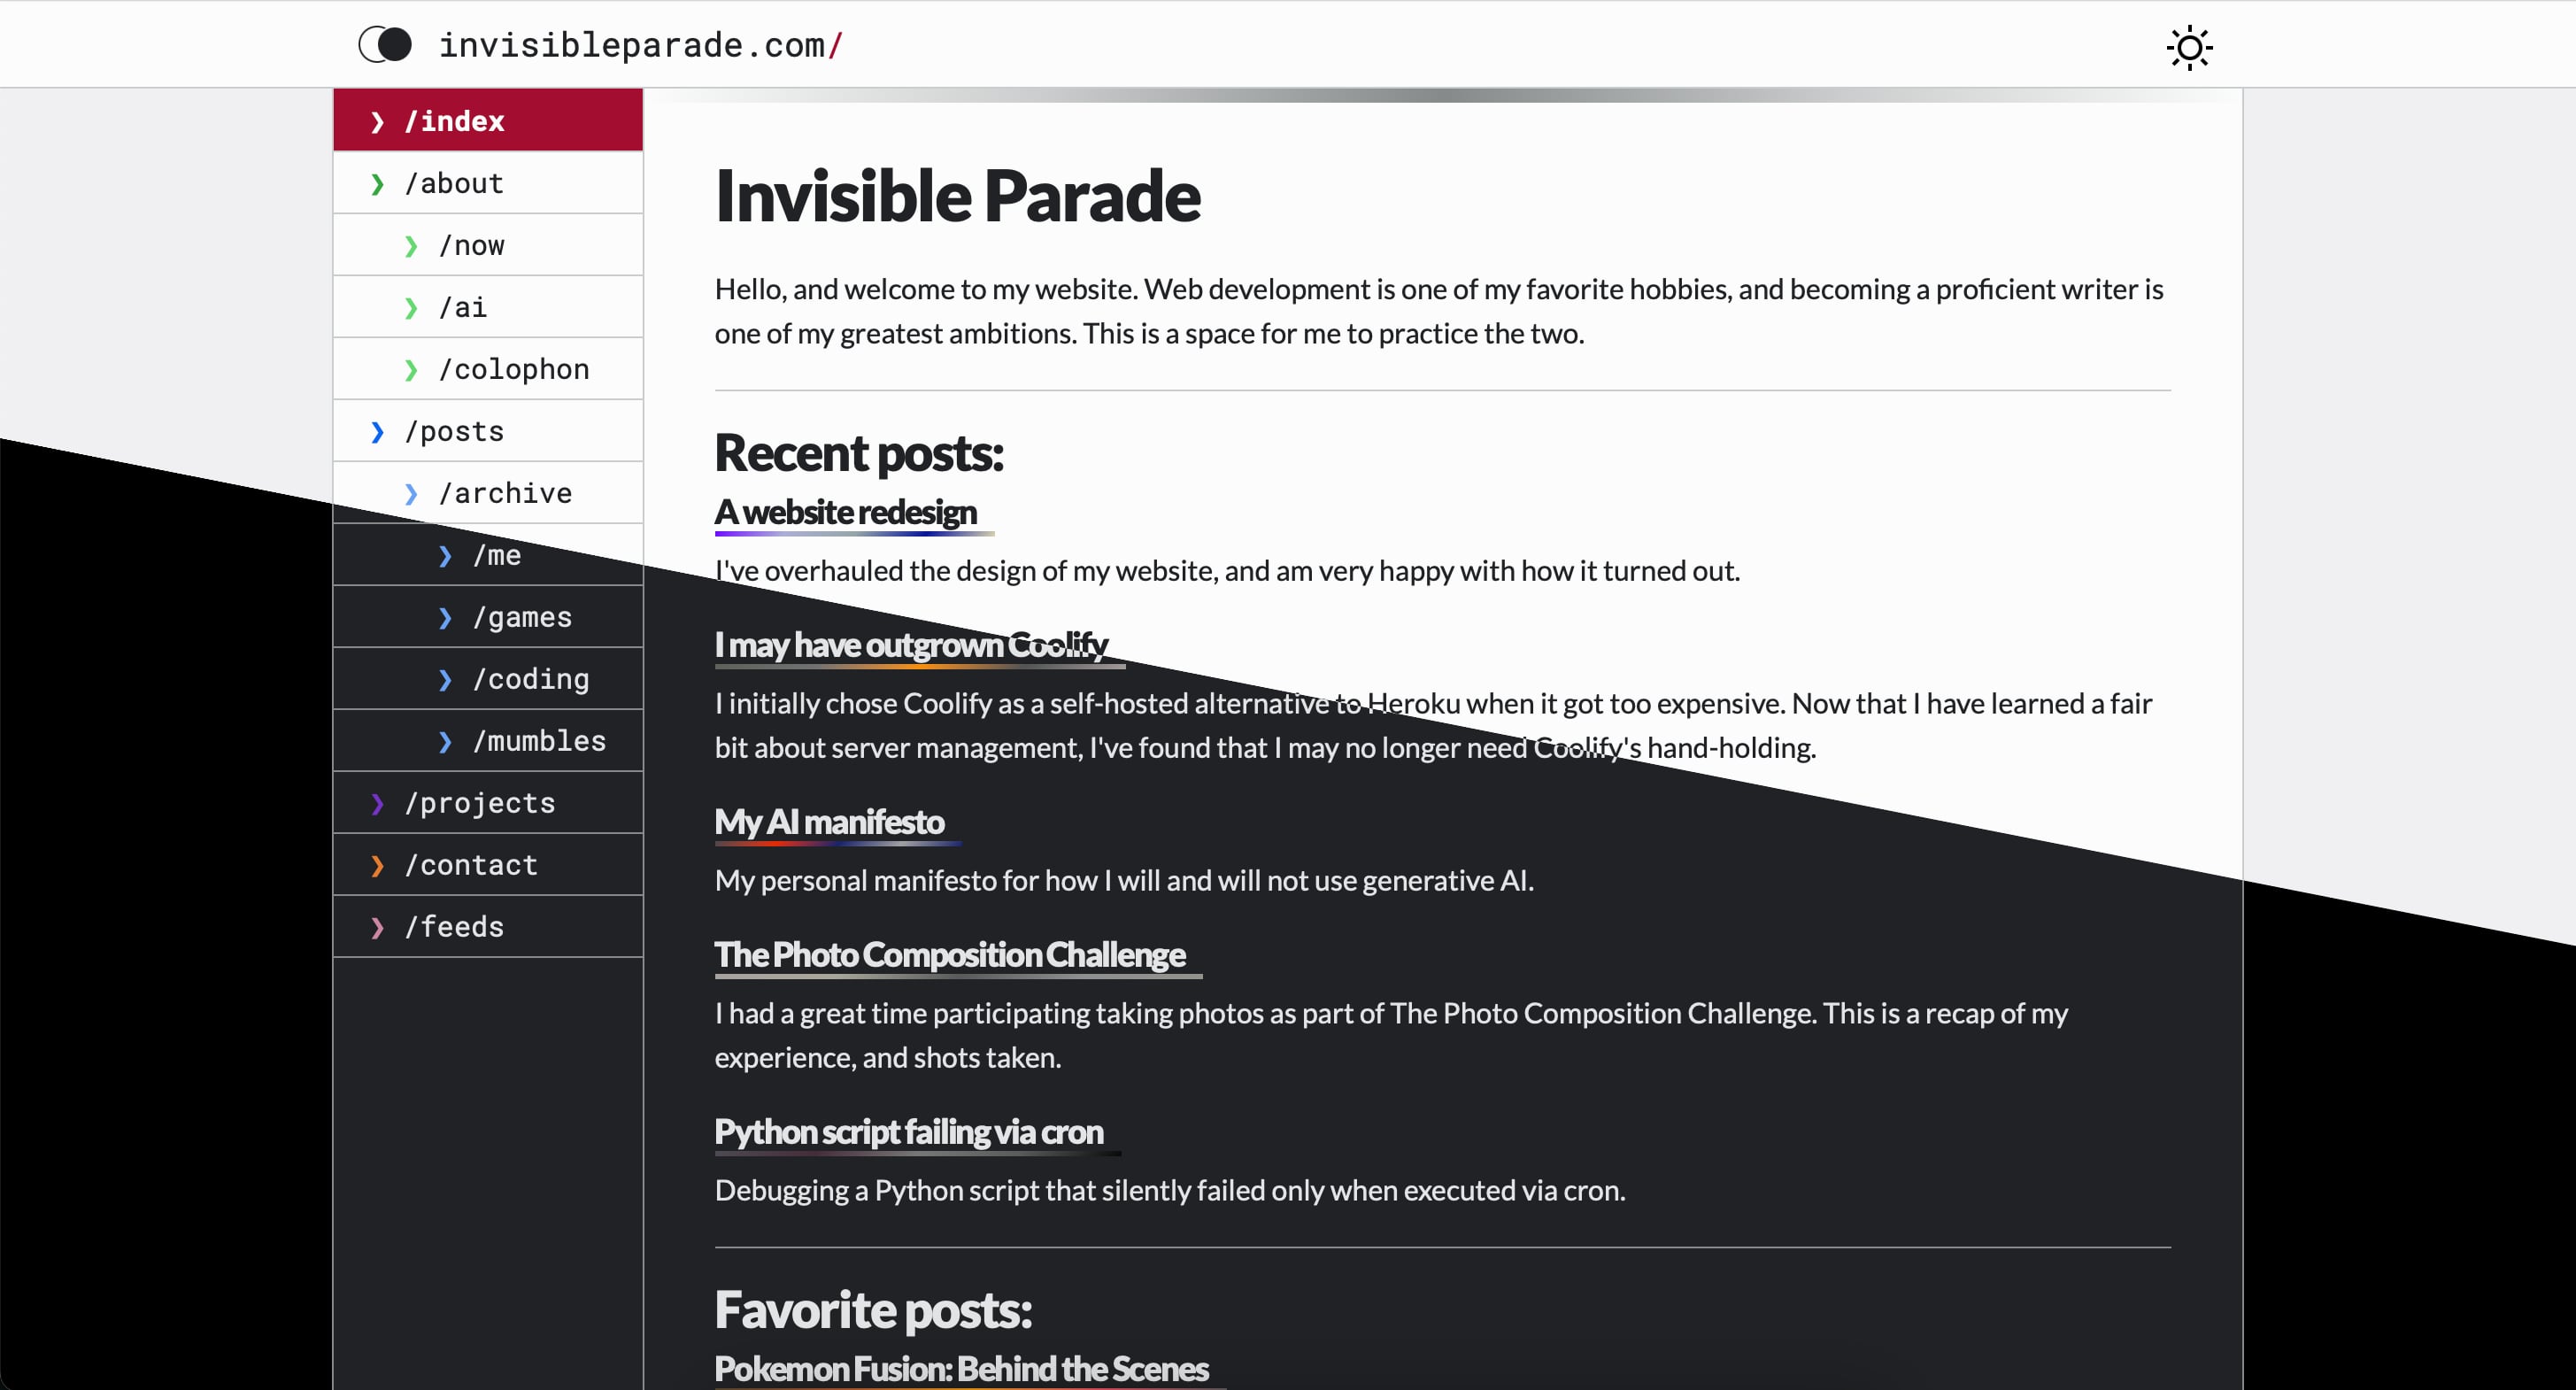 invisibleparade.com/
❯ /index
❯ /about
❯ /now
❯ /ai
❯ /colophon
❯ /posts
❯ /archive
❯ /me
❯ /games
❯ /coding
❯ /mumbles
❯ /projects
❯ /contact
❯ /feeds
Invisible Parade
Hello, and welcome to my website. Web development is one of my favorite hobbies, and becoming a proficient writer is
one of my greatest ambitions. This is a space for me to practice the two.
Recent posts:
A website redesign
I've overhauled the design of my website, and am very happy with how it turned out.
I may have outgrown Coolify
I initially chose Coolify as a self-hosted alternative to Heroku when it got too expensive. Now that I have learned a fair
bit about server management, I've found that I may no longer need Coolify's hand-holding.
My AI manifesto
My personal manifesto for how I will and will not use generative AI.
The Photo Composition Challenge
I had a great time participating taking photos as part of The Photo Composition Challenge. This is a recap of my
experience, and shots taken.
Python script failing via cron
Debugging a Python script that silently failed only when executed via cron.
Favorite posts:
Pokemon Fusion: Behind the Scenes